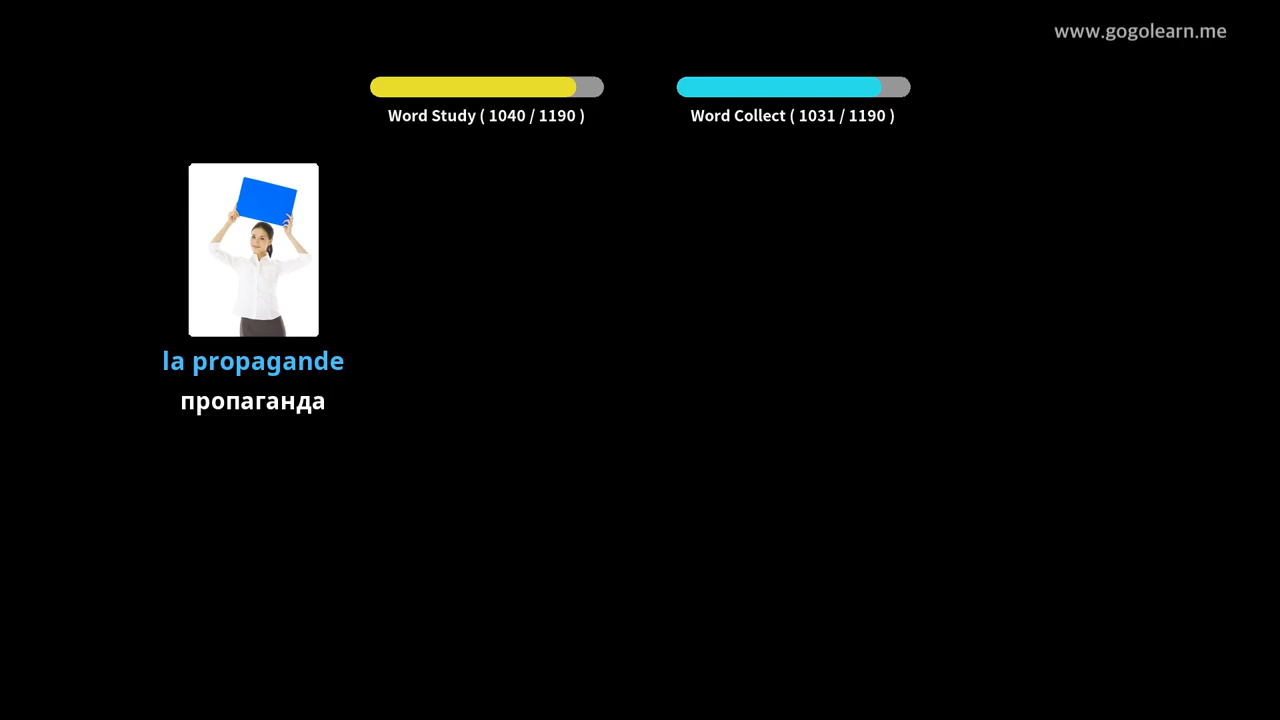 www.gogolearn.me
Word Study ( 1040 / 1190 )
Word Collect ( 1031 / 1190 )
la propagande
пропаганда